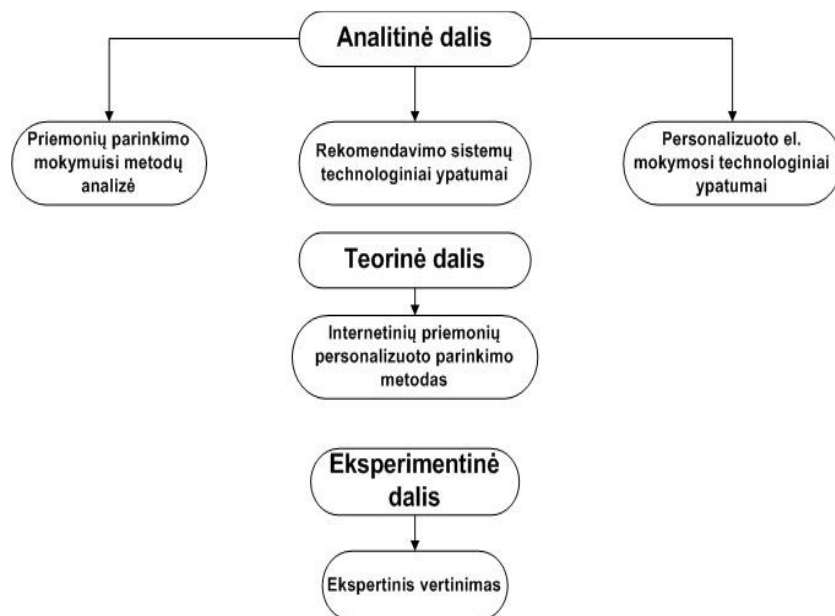 Analitinė dalis
Priemonių parinkimo
mokymuisi metodų
analizė
Rekomendavimo sistemų
technologiniai ypatumai
Personalizuoto el.
mokymosi technologiniai
ypatumai
Teorinė dalis
Internetinių priemonių
personalizuoto parinkimo
metodas
Eksperimentinė
dalis
Ekspertinis vertinimas